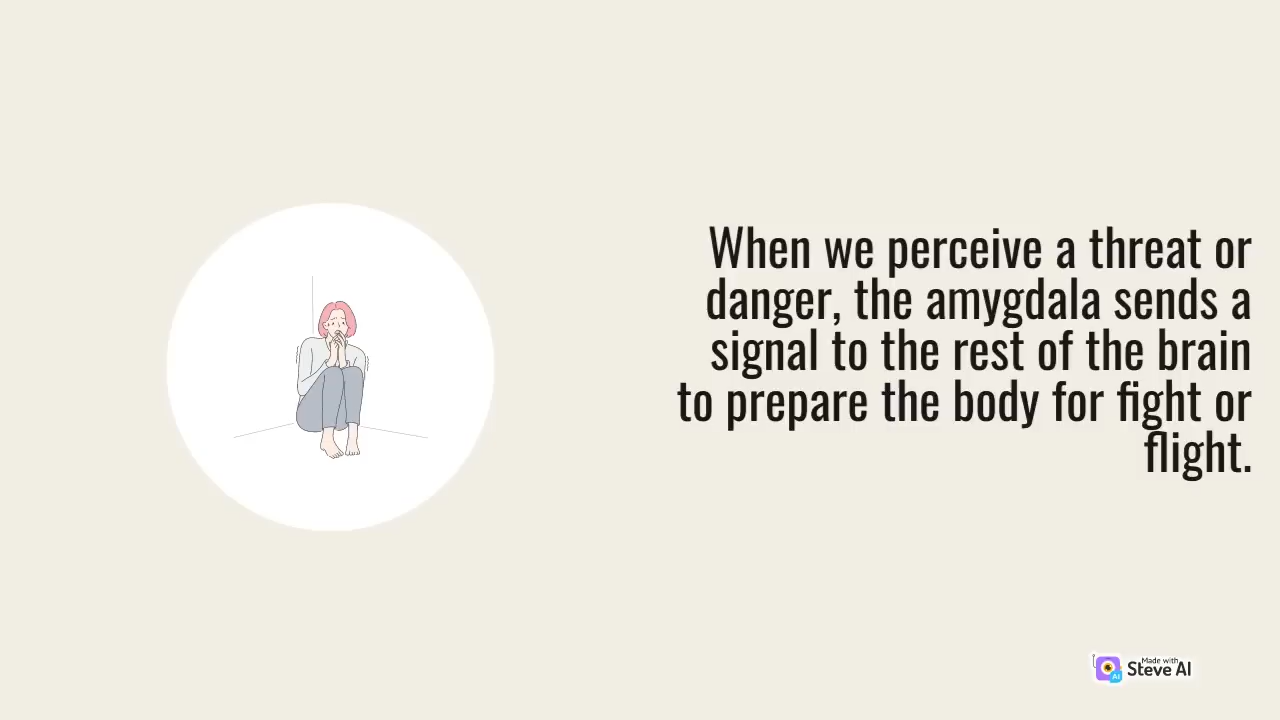 When we perceive a threat or
danger, the amygdala sends a
signal to the rest of the brain
to prepare the body for fight or
flight.
Made with
Steve AI
AI